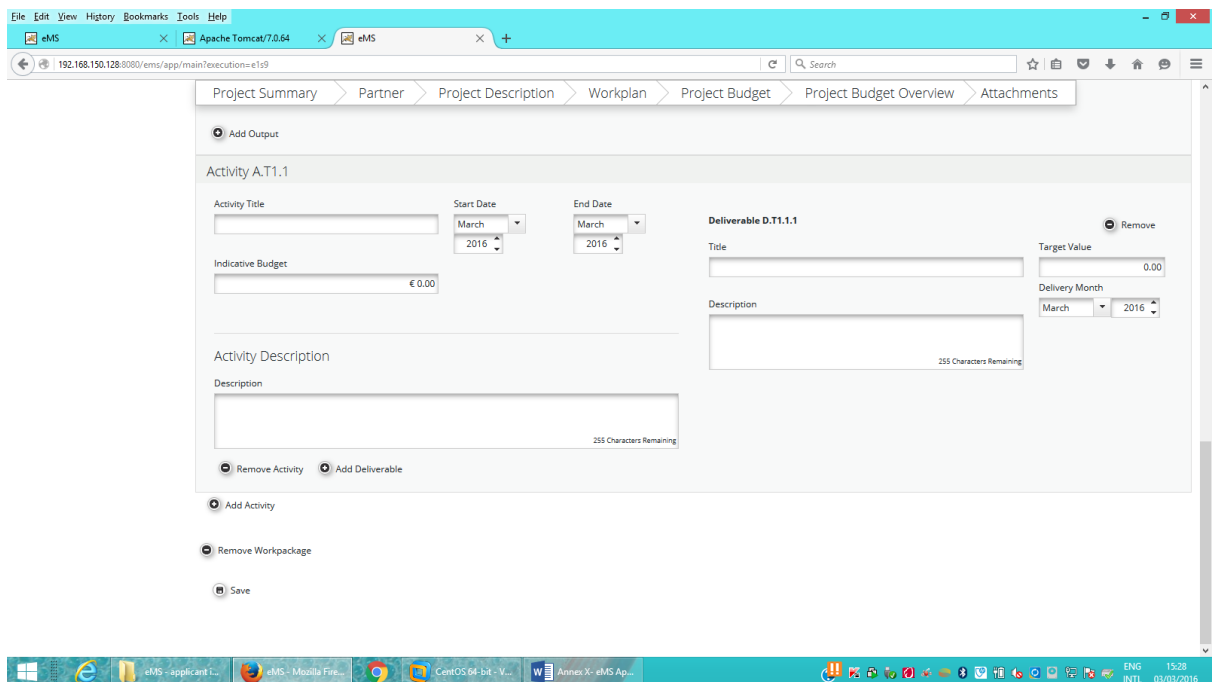 File Edit View History Bookmarks Tools Help
eMS Apache Tomcat/7.0.64 eMS
192.168.150.128:8080/ems/app/main?execution=e1s9 Search
Project Summary Partner Project Description Workplan Project Budget Project Budget Overview Attachments
Add Output
Activity A.T1.1
Activity Title Start Date End Date
March March
2016 2016
Indicative Budget
€ 0.00
Deliverable D.T1.1.1 Remove
Title Target Value
0.00
Delivery Month
March 2016
Description
255 Characters Remaining
Activity Description
Description
255 Characters Remaining
Remove Activity Add Deliverable
Add Activity
Remove Workpackage
Save
eMS - applicant i... eMS - Mozilla Fire... CentOS 64-bit - V... Annex X- eMS Ap... ENG 15:28
INTL 03/03/2016